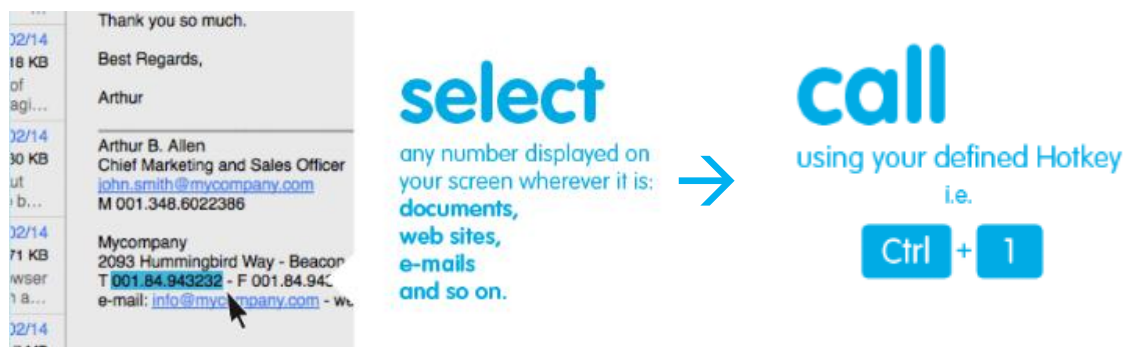 ...
02/14
18 KB
of
agi...
02/14
30 KB
ut
b...
02/14
71 KB
wser
a...
02/14
Thank you so much.
Best Regards,
Arthur
Arthur B. Allen
Chief Marketing and Sales Officer
john.smith@mycompany.com
M 001.348.6022386
Mycompany
2093 Hummingbird Way - Beacon
T 001.84.943232 - F 001.84.94
e-mail: info@mycompany.com - we
select
any number displayed on
your screen wherever it is:
documents,
web sites,
e-mails
and so on.
→
call
using your defined Hotkey
i.e.
Ctrl + 1